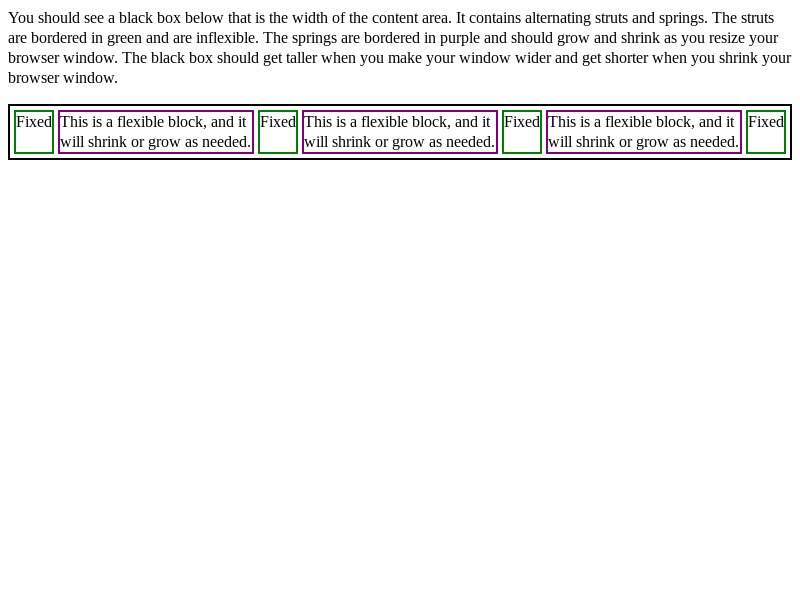 You should see a black box below that is the width of the content area. It contains alternating struts and springs. The struts
are bordered in green and are inflexible. The springs are bordered in purple and should grow and shrink as you resize your
browser window. The black box should get taller when you make your window wider and get shorter when you shrink your
browser window.
Fixed
This is a flexible block, and it
will shrink or grow as needed.
Fixed
This is a flexible block, and it
will shrink or grow as needed.
Fixed
This is a flexible block, and it
will shrink or grow as needed.
Fixed